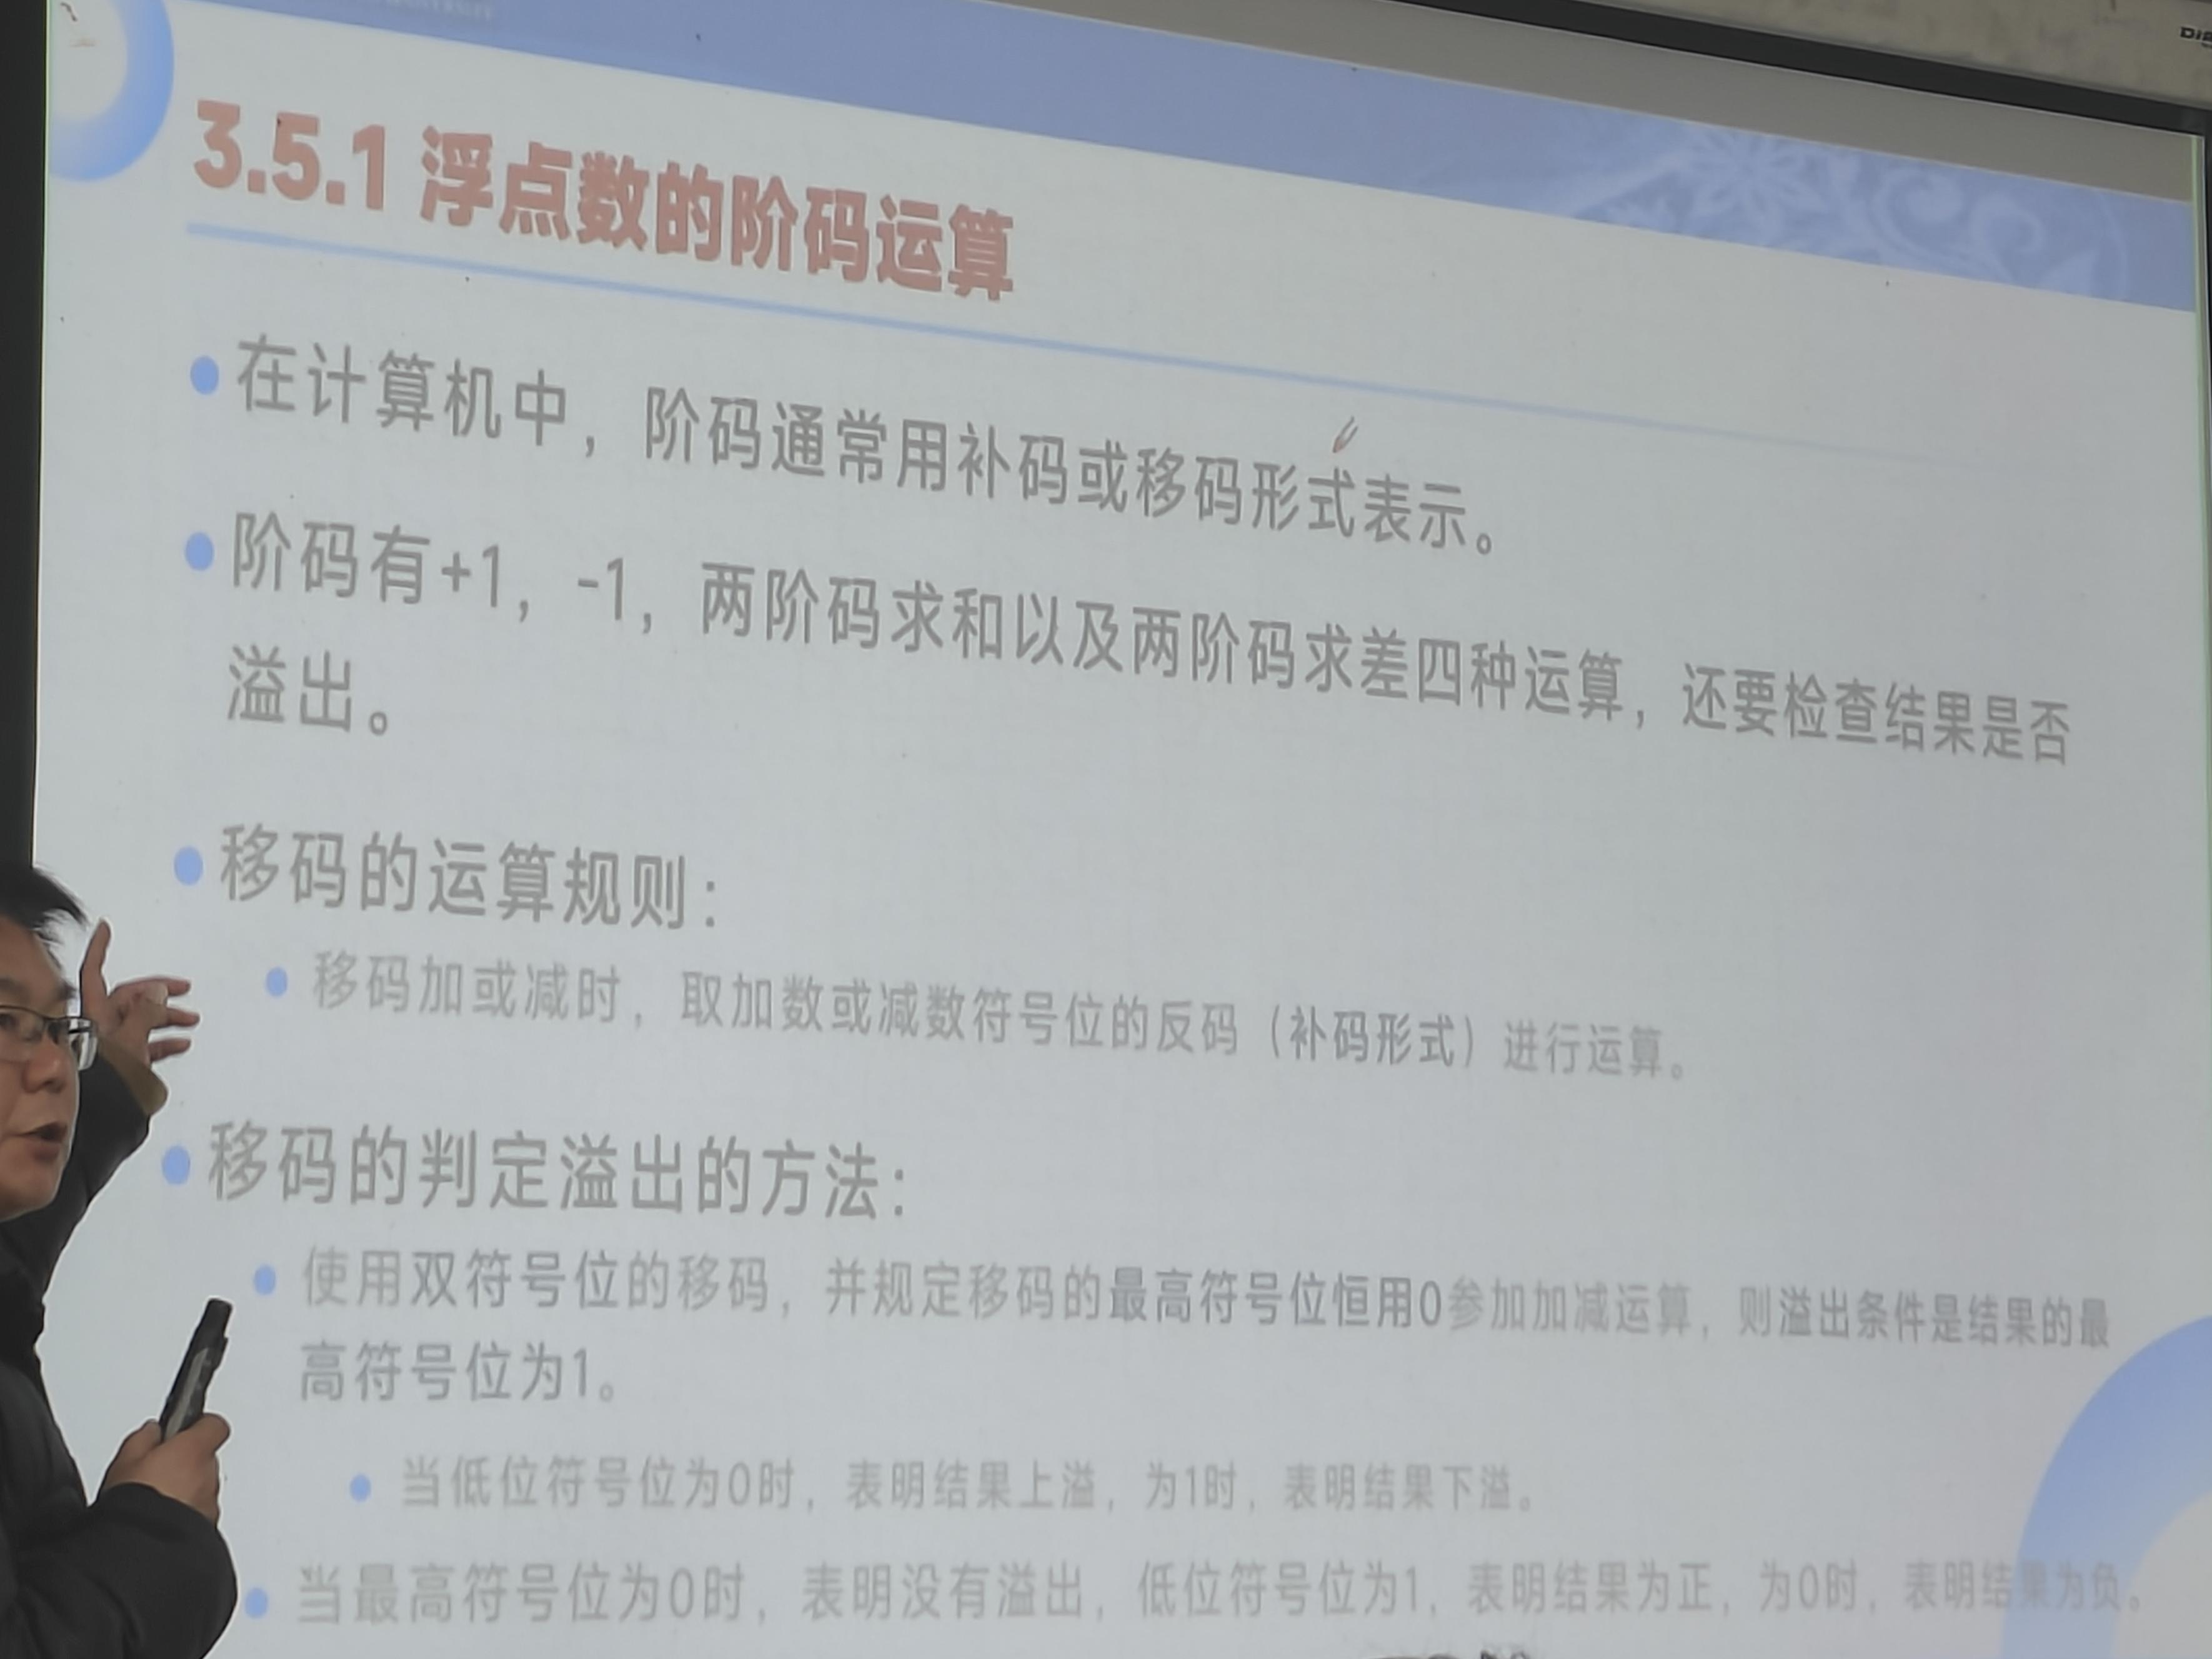 3.5.1 浮点数的阶码运算
在计算机中，阶码通常用补码或移码形式表示。
阶码有+1，-1，两阶码求和以及两阶码求差四种运算，还要检查结果是否
溢出。
移码的运算规则：
移码加或减时，取加数或减数符号位的反码（补码形式）进行运算。
移码的判定溢出的方法：
使用双符号位的移码，并规定移码的最高符号位恒用0参加加减运算，则溢出条件是结果的最
高符号位为1。
当低位符号位为0时，表明结果上溢，为1时，表明结果下溢。
当最高符号位为0时，表明没有溢出，低位符号位为1，表明结果为正，为0时，表明结果为负。